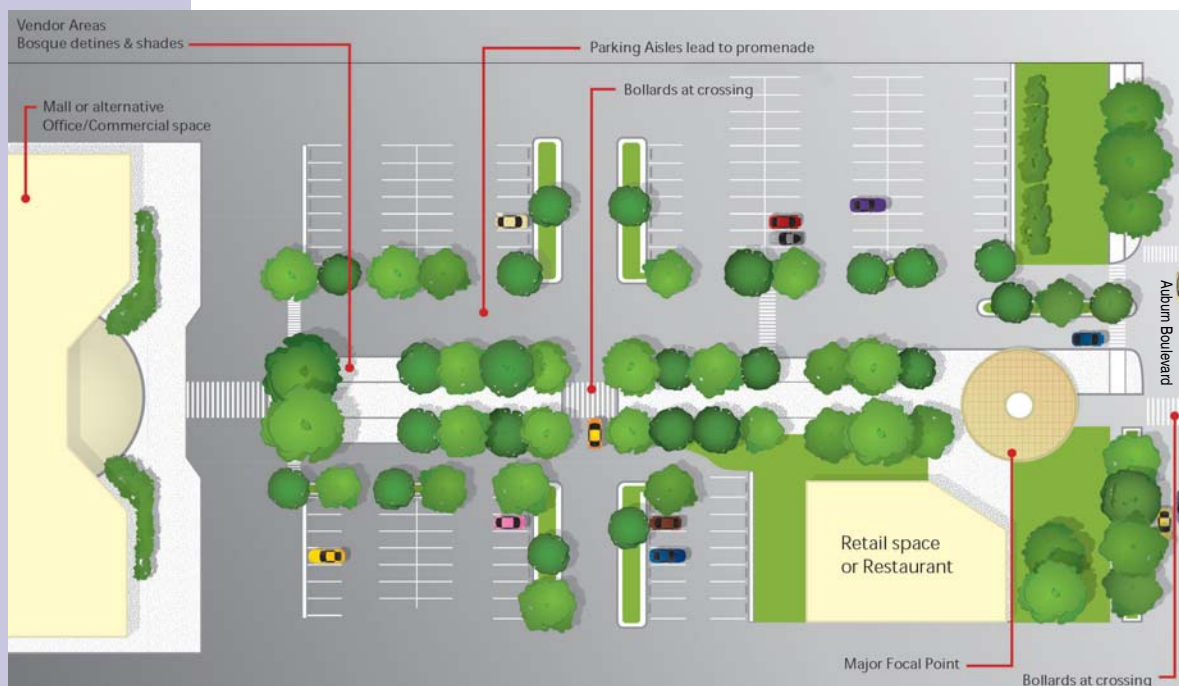 Vendor Areas
Bosque detines & shades
Parking Aisles lead to promenade
Bollards at crossing
Mall or alternative
Office/Commercial space
Auburn Boulevard
Retail space
or Restaurant
Major Focal Point
Bollards at crossing